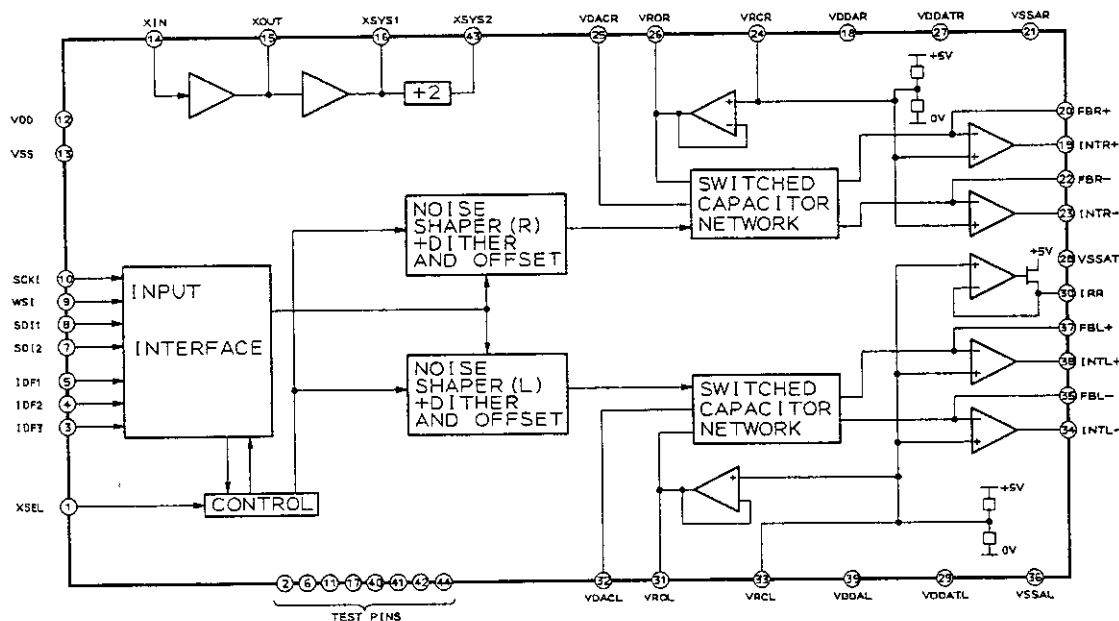 XIN XOUT XSYS1 XSYS2 VDACR VROR VRCR VDDAR VDDATR VSSAR
14 15 16 43 25 26 24 18 27 21
+5V
+2
0V
VDD 12
20 FBR+
19 INTR+
VSS 13
22 FBR-
SWITCHED
CAPACITOR
NETWORK
NOISE
SHAPER(R)
+DITHER
AND OFFSET
23 INTR-
+5V
28 VSSAT
30 IRR
SCKI 10
WSI 9
SDI1 8
SDI2 7
IDF1 5
IDF2 4
3
INPUT
INTERFACE
37 FBL+
38 INTL+
NOISE
SHAPER(L)
+DITHER
AND OFFSET
SWITCHED
CAPACITOR
NETWORK
35 FBL-
34 INTL-
XSEL 1
CONTROL
+5V
0V
2 6 11 17 40 41 42 44
32 31 33 39 29 36
VDACL VROL VRCL VDDAL VDDATL VSSAL
TEST PINS